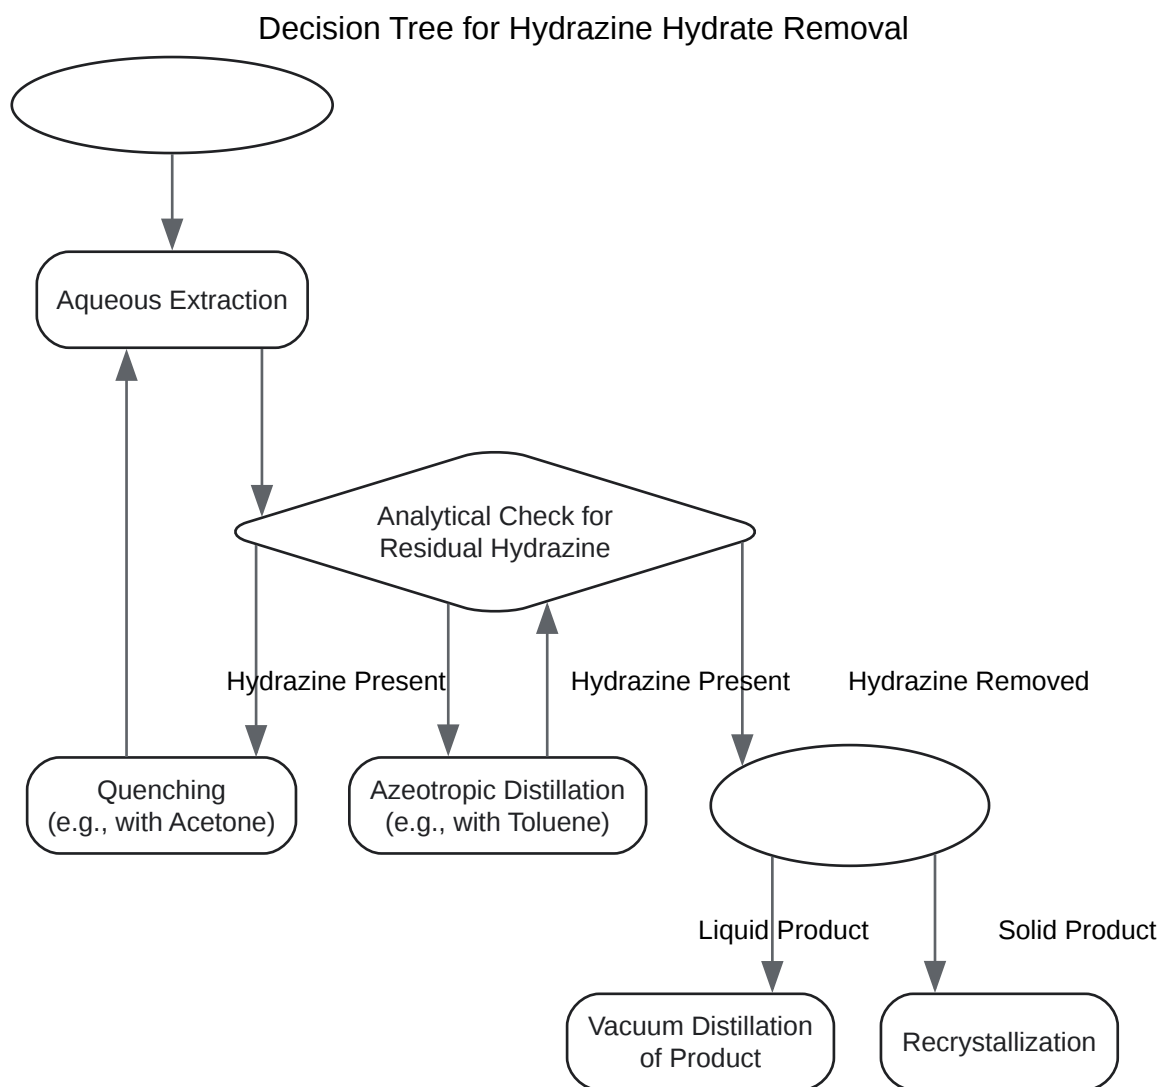 Decision Tree for Hydrazine Hydrate Removal
Aqueous Extraction
Analytical Check for
Residual Hydrazine
Hydrazine Present
Hydrazine Present
Hydrazine Removed
Quenching
(e.g., with Acetone)
Azeotropic Distillation
(e.g., with Toluene)
Liquid Product
Solid Product
Vacuum Distillation
of Product
Recrystallization